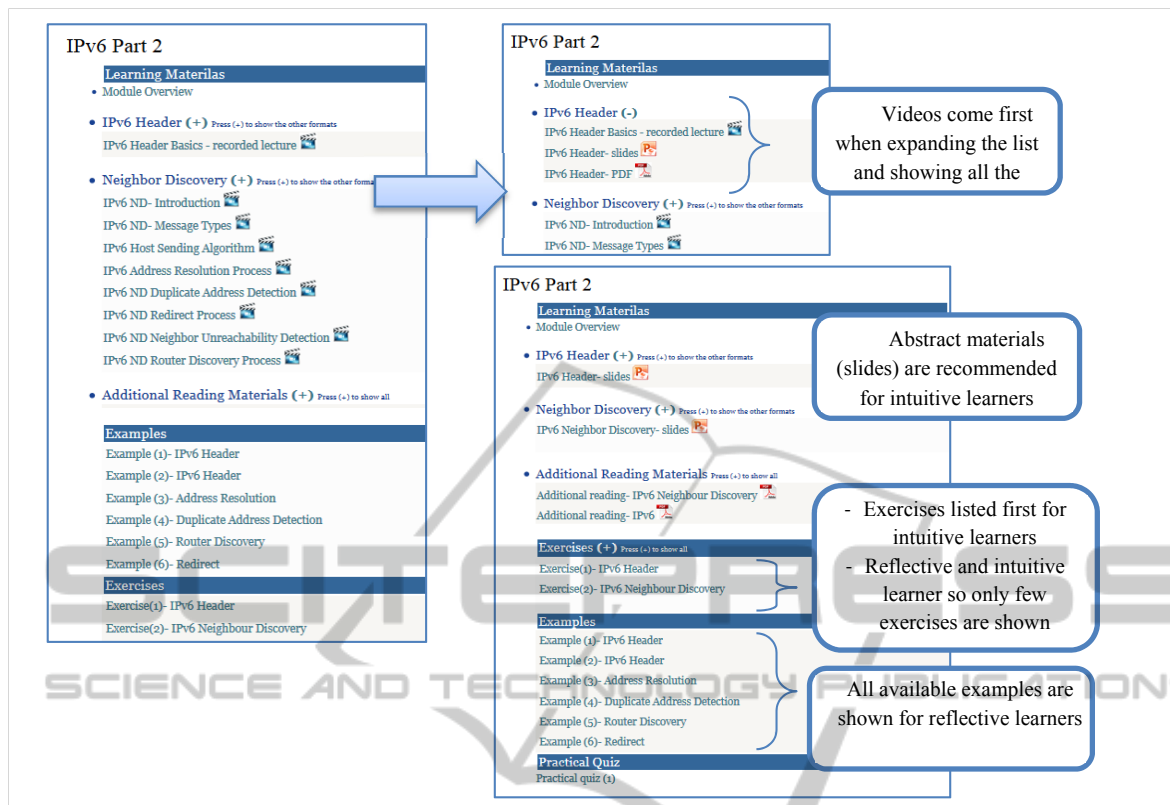 IPv6 Part 2
Learning Materilas
• Module Overview
• IPv6 Header (+) Press (+) to show the other formats
IPv6 Header Basics - recorded lecture
• Neighbor Discovery (+) Press (+) to show the other forma
IPv6 ND- Introduction
IPv6 ND- Message Types
IPv6 Host Sending Algorithm
IPv6 Address Resolution Process
IPv6 ND Duplicate Address Detection
IPv6 ND Redirect Process
IPv6 ND Neighbor Unreachability Detection
IPv6 ND Router Discovery Process
• Additional Reading Materials (+) Press (+) to show all
Examples
Example (1)- IPv6 Header
Example (2)- IPv6 Header
Example (3)- Address Resolution
Example (4)- Duplicate Address Detection
Example (5)- Router Discovery
Example (6)- Redirect
Exercises
Exercise(1)- IPv6 Header
Exercise(2)- IPv6 Neighbour Discovery
IPv6 Part 2
Learning Materilas
• Module Overview
• IPv6 Header (-)
IPv6 Header Basics - recorded lecture
IPv6 Header- slides
IPv6 Header- PDF
• Neighbor Discovery (+) Press (+) to show the other formats
IPv6 ND- Introduction
IPv6 ND- Message Types
Videos come first
when expanding the list
and showing all the
IPv6 Part 2
Learning Materilas
• Module Overview
• IPv6 Header (+) Press (+) to show the other formats
IPv6 Header- slides
• Neighbor Discovery (+) Press (+) to show the other formats
IPv6 Neighbor Discovery- slides
• Additional Reading Materials Press (+) to show all
Additional reading- IPv6 Neighbour Discovery
Additional reading- IPv6
Exercises (+) Press (+) to show all
Exercise(1)- IPv6 Header
Exercise(2)- IPv6 Neighbour Discovery
Examples
Example (1)- IPv6 Header
Example (2)- IPv6 Header
Example (3)- Address Resolution
Example (4)- Duplicate Address Detection
Example (5)- Router Discovery
Example (6)- Redirect
Practical Quiz
Practical quiz (1)
Abstract materials
(slides) are recommended
for intuitive learners
- Exercises listed first for
intuitive learners
- Reflective and intuitive
learner so only few
exercises are shown
All available examples are
shown for reflective learners
SCITEPRESS
SCIENCE AND TECHNOLOGY PUBLICATIONS